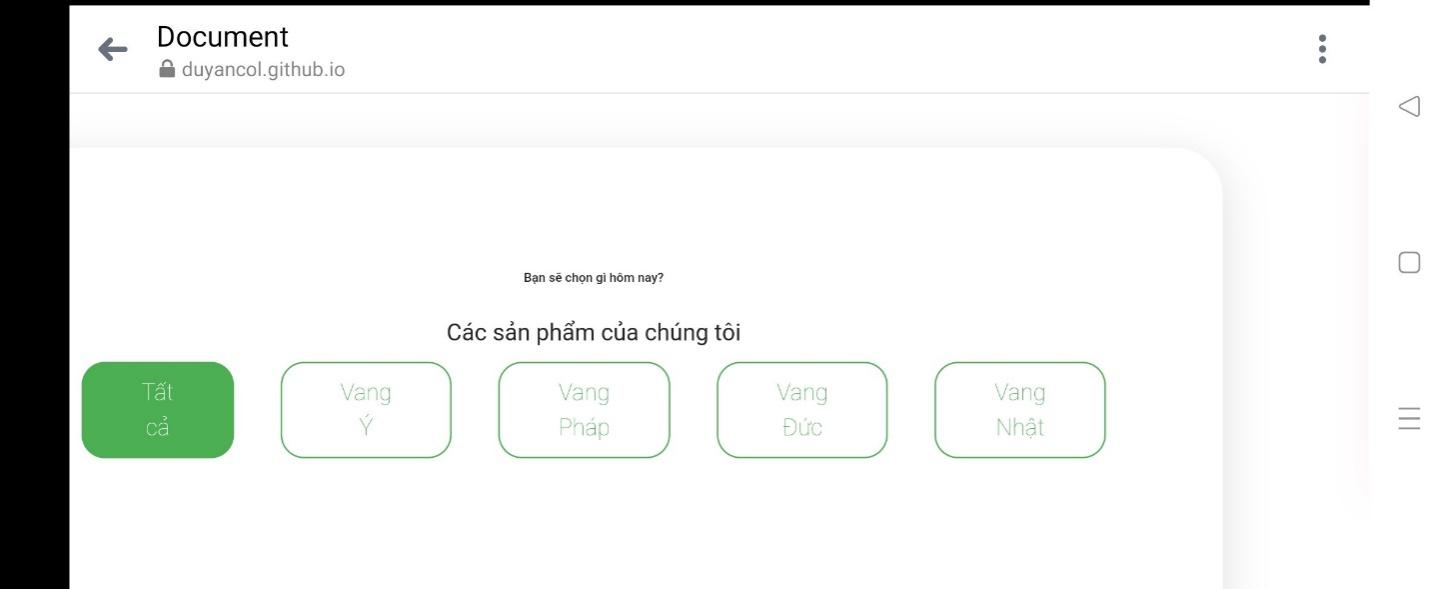 Document
duyancol.github.io
Bạn sẽ chọn gì hôm nay?
Các sản phẩm của chúng tôi
Tất
cả
Vang
Ý
Vang
Pháp
Vang
Đức
Vang
Nhật